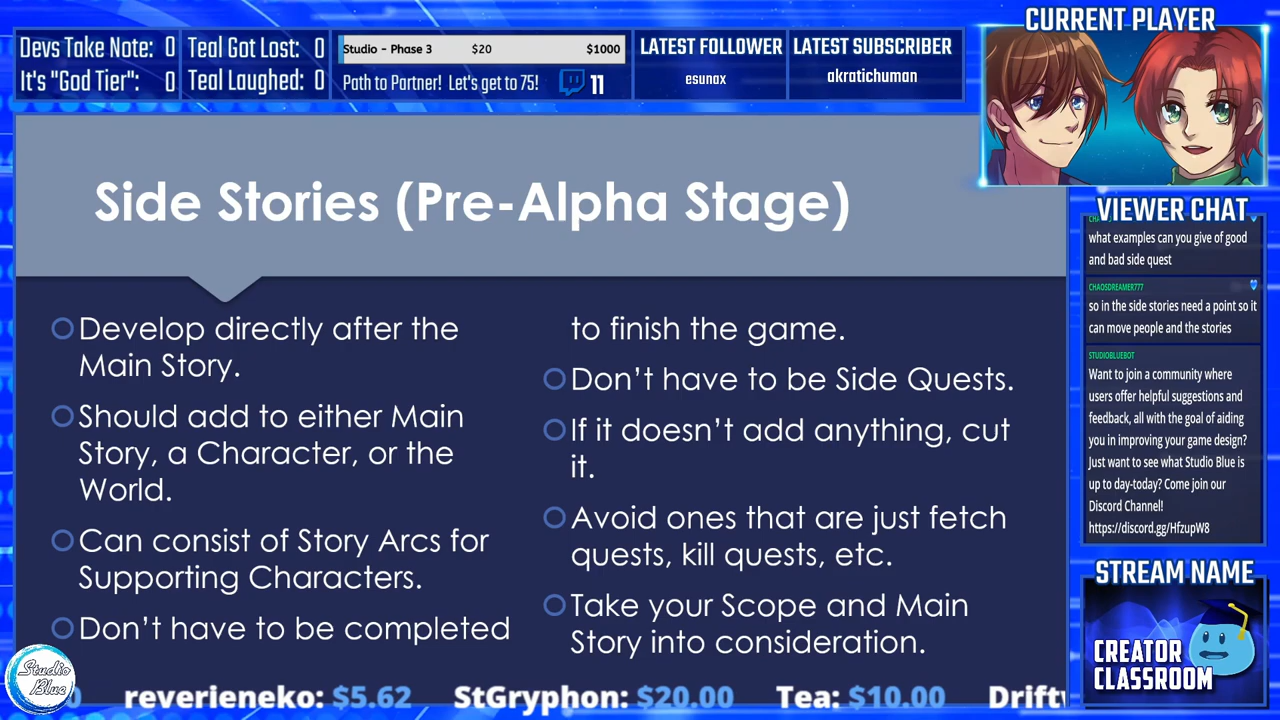 CURRENT PLAYER
Devs Take Note: 0
It's "God Tier": 0
Teal Got Lost: 0
Teal Laughed: 0
Studio - Phase 3 $20 $1000
Path to Partner! Let's get to 75! 11
LATEST FOLLOWER
esunax
LATEST SUBSCRIBER
akratichuman
Side Stories (Pre-Alpha Stage)
Develop directly after the
Main Story.
Should add to either Main
Story, a Character, or the
World.
Can consist of Story Arcs for
Supporting Characters.
Don't have to be completed
to finish the game.
Don't have to be Side Quests.
If it doesn't add anything, cut
it.
Avoid ones that are just fetch
quests, kill quests, etc.
Take your Scope and Main
Story into consideration.
VIEWER CHAT
what examples can you give of good
and bad side quest
CHAOSDREAMER777
so in the side stories need a point so it
can move people and the stories
STUDIOBLUEBOT
Want to join a community where
users offer helpful suggestions and
feedback, all with the goal of aiding
you in improving your game design?
Just want to see what Studio Blue is
up to day-today? Come join our
Discord Channel!
https://discord.gg/HfzupW8
STREAM NAME
CREATOR
CLASSROOM
Studio
Blue
0 reverieneko: $5.62 StGryphon: $20.00 Tea: $10.00